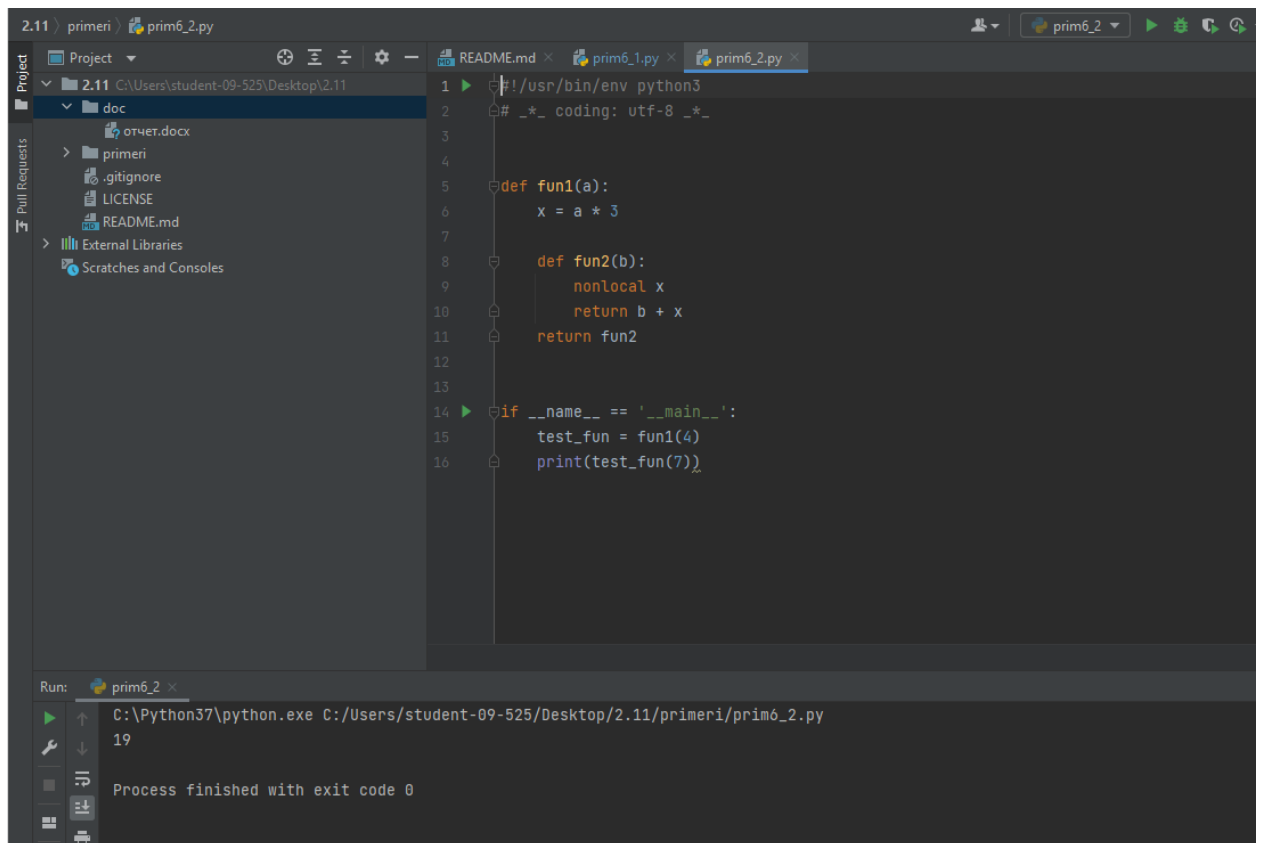 2.11 〉 primeri 〉 prim6_2.py
prim6_2
Project
Pull Requests
Project
2.11 C:\Users\student-09-525\Desktop\2.11
doc
отчет.docx
primeri
.gitignore
LICENSE
README.md
External Libraries
Scratches and Consoles
README.md
prim6_1.py
prim6_2.py
1 #!/usr/bin/env python3
2 # _*_ coding: utf-8 _*_
3
4
5 def fun1(a):
6 x = a * 3
7
8 def fun2(b):
9 nonlocal x
10 return b + x
11 return fun2
12
13
14 if __name__ == '__main__':
15 test_fun = fun1(4)
16 print(test_fun(7))
Run: prim6_2
C:\Python37\python.exe C:/Users/student-09-525/Desktop/2.11/primeri/prim6_2.py
19
Process finished with exit code 0